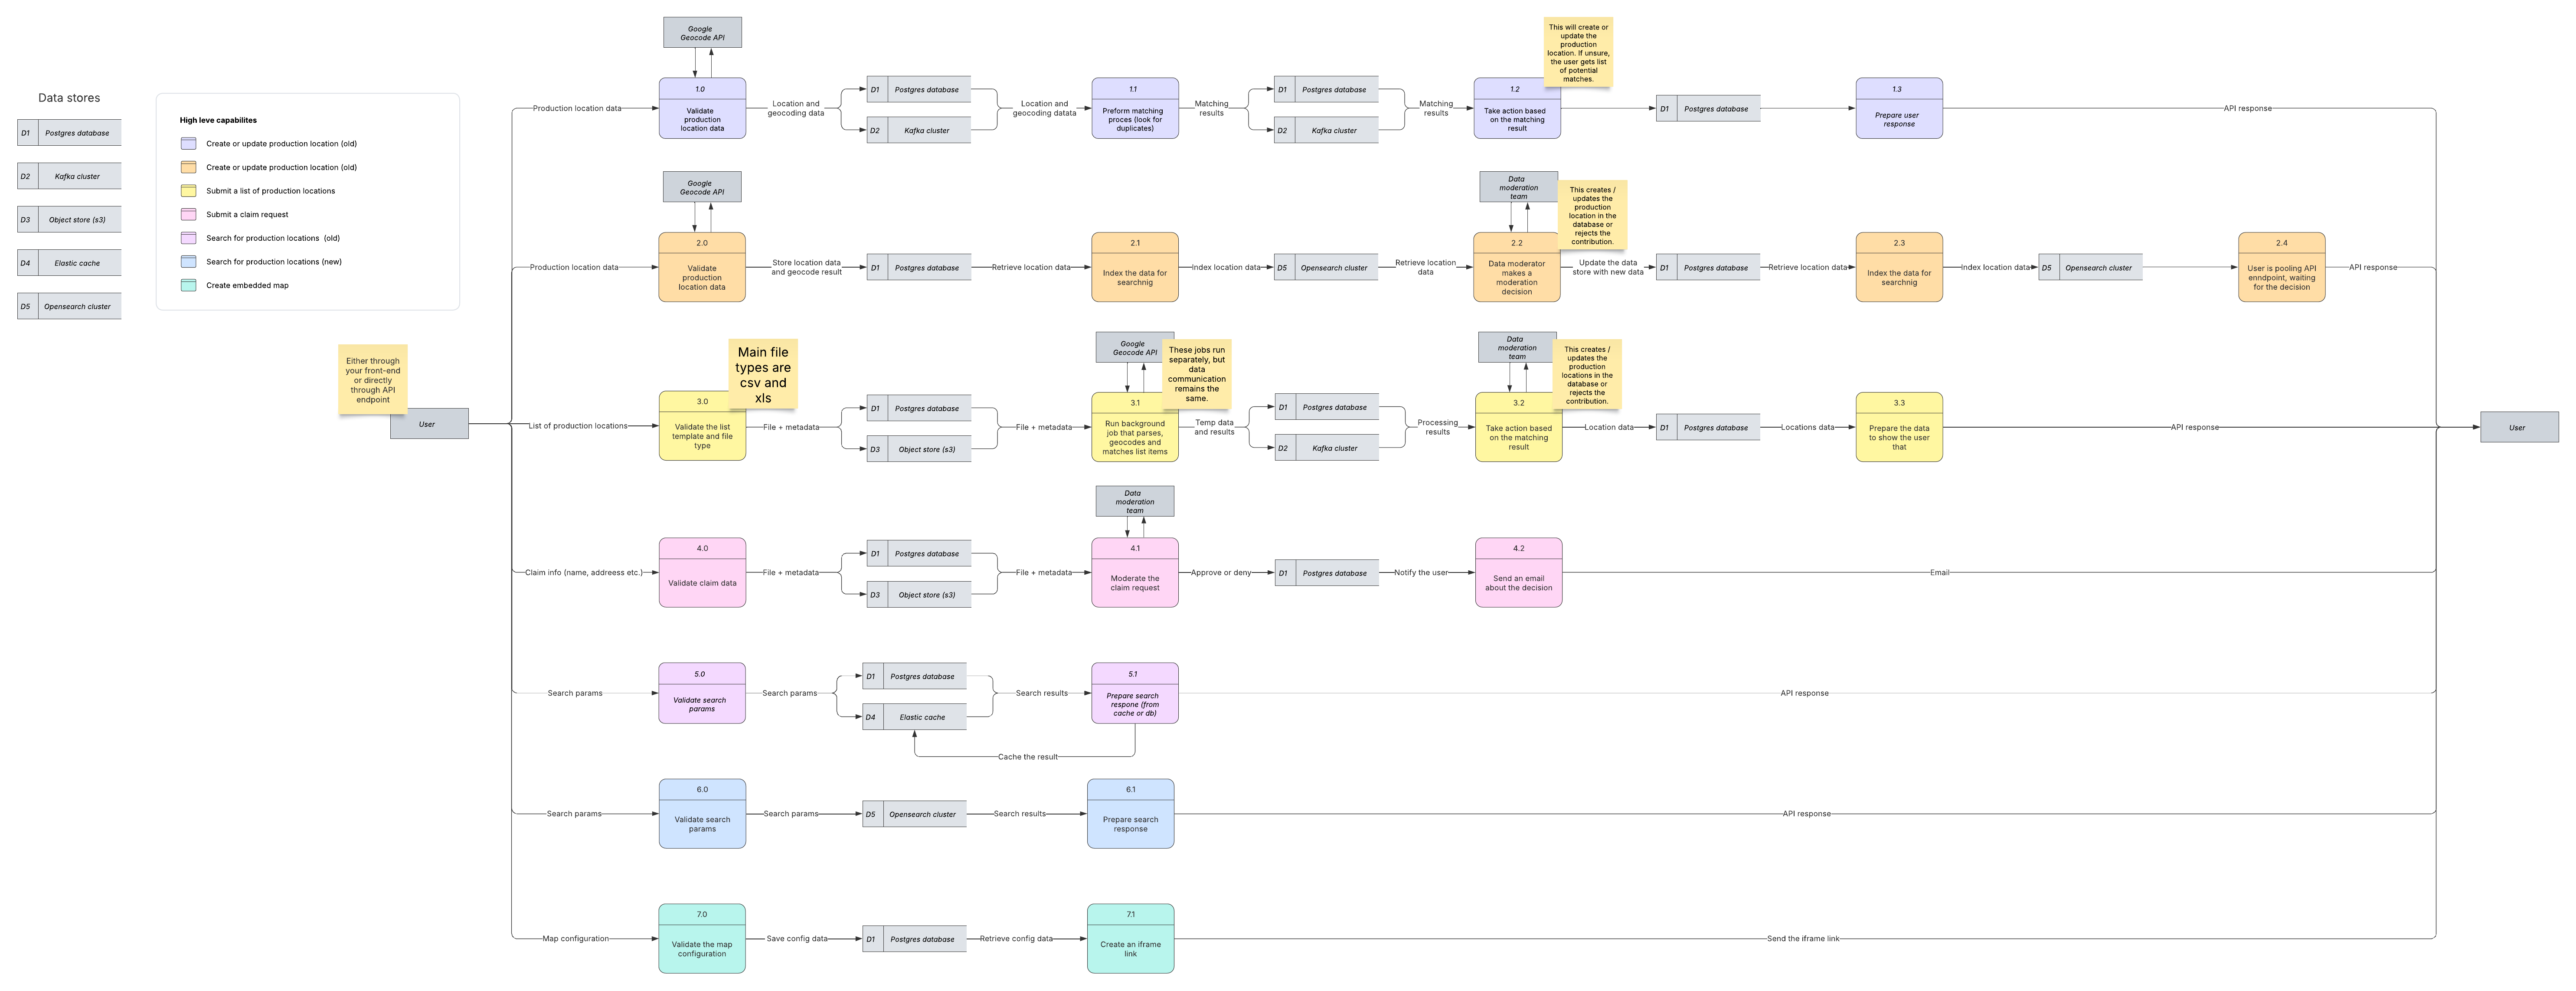 Data stores
D1 Postgres database
D2 Kafka cluster
D3 Object store (s3)
D4 Elastic cache
D5 Opensearch cluster
High leve capabilites
Create or update production location (old)
Create or update production location (old)
Submit a list of production locations
Submit a claim request
Search for production locations  (old)
Search for production locations (new)
Create embedded map
Either through
your front-end
or directly
through API
endpoint
User
Production location data
Google
Geocode API
1.0
Validate
production
location data
Location and
geocoding data
D1 Postgres database
D2 Kafka cluster
Location and
geocoding datata
1.1
Preform matching
proces (look for
duplicates)
Matching
results
D1 Postgres database
D2 Kafka cluster
Matching
results
This will create or
update the
production
location. If unsure,
the user gets list
of potential
matches.
1.2
Take action based
on the matching
result
D1 Postgres database
1.3
Prepare user
response
API response
Production location data
Google
Geocode API
2.0
Validate
production
location data
Store location data
and geocode result
D1 Postgres database
Retrieve location data
2.1
Index the data for
searchnig
Index location data
D5 Opensearch cluster
Retrieve location
data
Data
moderation
team
This creates /
updates the
production
location in the
database or
rejects the
contribution.
2.2
Data moderator
makes a
moderation
decision
Update the data
store with new data
D1 Postgres database
Retrieve location data
2.3
Index the data for
searchnig
Index location data
D5 Opensearch cluster
2.4
User is pooling API
enndpoint, waiting
for the decision
API response
List of production locations
Main file
types are
csv and
xls
3.0
Validate the list
template and file
type
File + metadata
D1 Postgres database
D3 Object store (s3)
File + metadata
Google
Geocode API
These jobs run
separately, but
data
communication
remains the
same.
3.1
Run background
job that parses,
geocodes and
matches list items
Temp data
and results
D1 Postgres database
D2 Kafka cluster
Processing
results
Data
moderation
team
This creates /
updates the
production
locations in the
database or
rejects the
contribution.
3.2
Take action based
on the matching
result
Location data
D1 Postgres database
Locations data
3.3
Prepare the data
to show the user
that
API response
User
Claim info (name, addreess etc.)
4.0
Validate claim data
File + metadata
D1 Postgres database
D3 Object store (s3)
File + metadata
Data
moderation
team
4.1
Moderate the
claim request
Approve or deny
D1 Postgres database
Notify the user
4.2
Send an email
about the decision
Email
Search params
5.0
Validate search
params
Search params
D1 Postgres database
D4 Elastic cache
Search results
5.1
Prepare search
respone (from
cache or db)
Cache the result
API response
Search params
6.0
Validate search
params
Search params
D5 Opensearch cluster
Search results
6.1
Prepare search
response
API response
Map configuration
7.0
Validate the map
configuration
Save config data
D1 Postgres database
Retrieve config data
7.1
Create an iframe
link
Send the iframe link